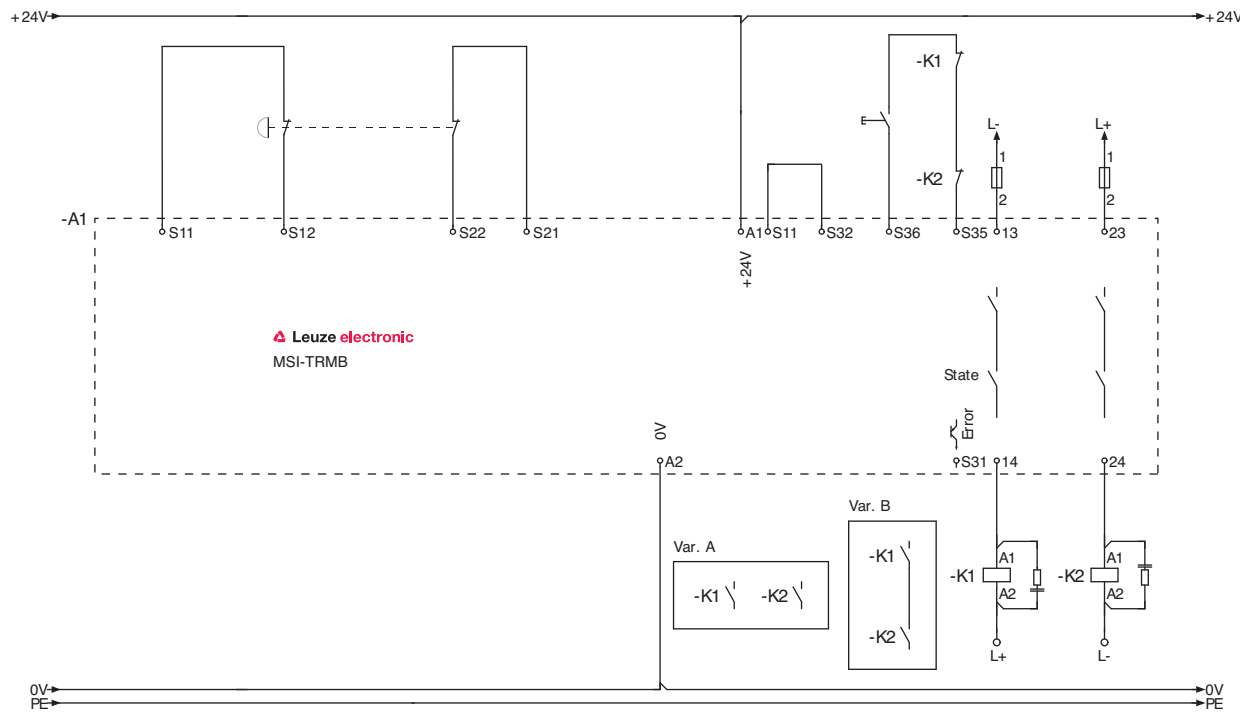 +24V +24V
-K1
L- L+
1 1
-K2
2 2
-A1
S11 S12 S22 S21 A1 S11 S32 S36 S35 13 23
+24V
Leuze electronic
MSI-TRMB
State
0V
Error
A2 S31 14 24
Var. B
Var. A
-K1
A1 A1
-K1 -K2
A2 A2
-K1 -K2
-K2
L+ L-
0V 0V
PE PE